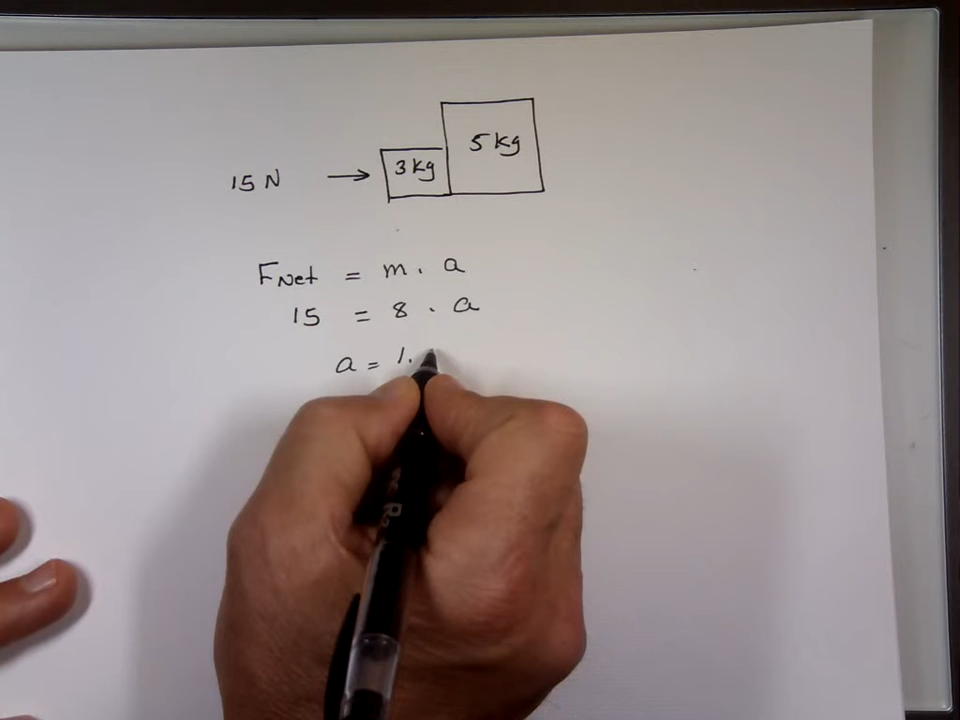 5 kg
15 N → 3 kg
FNet = m . a
15 = 8 . a
a = 1.